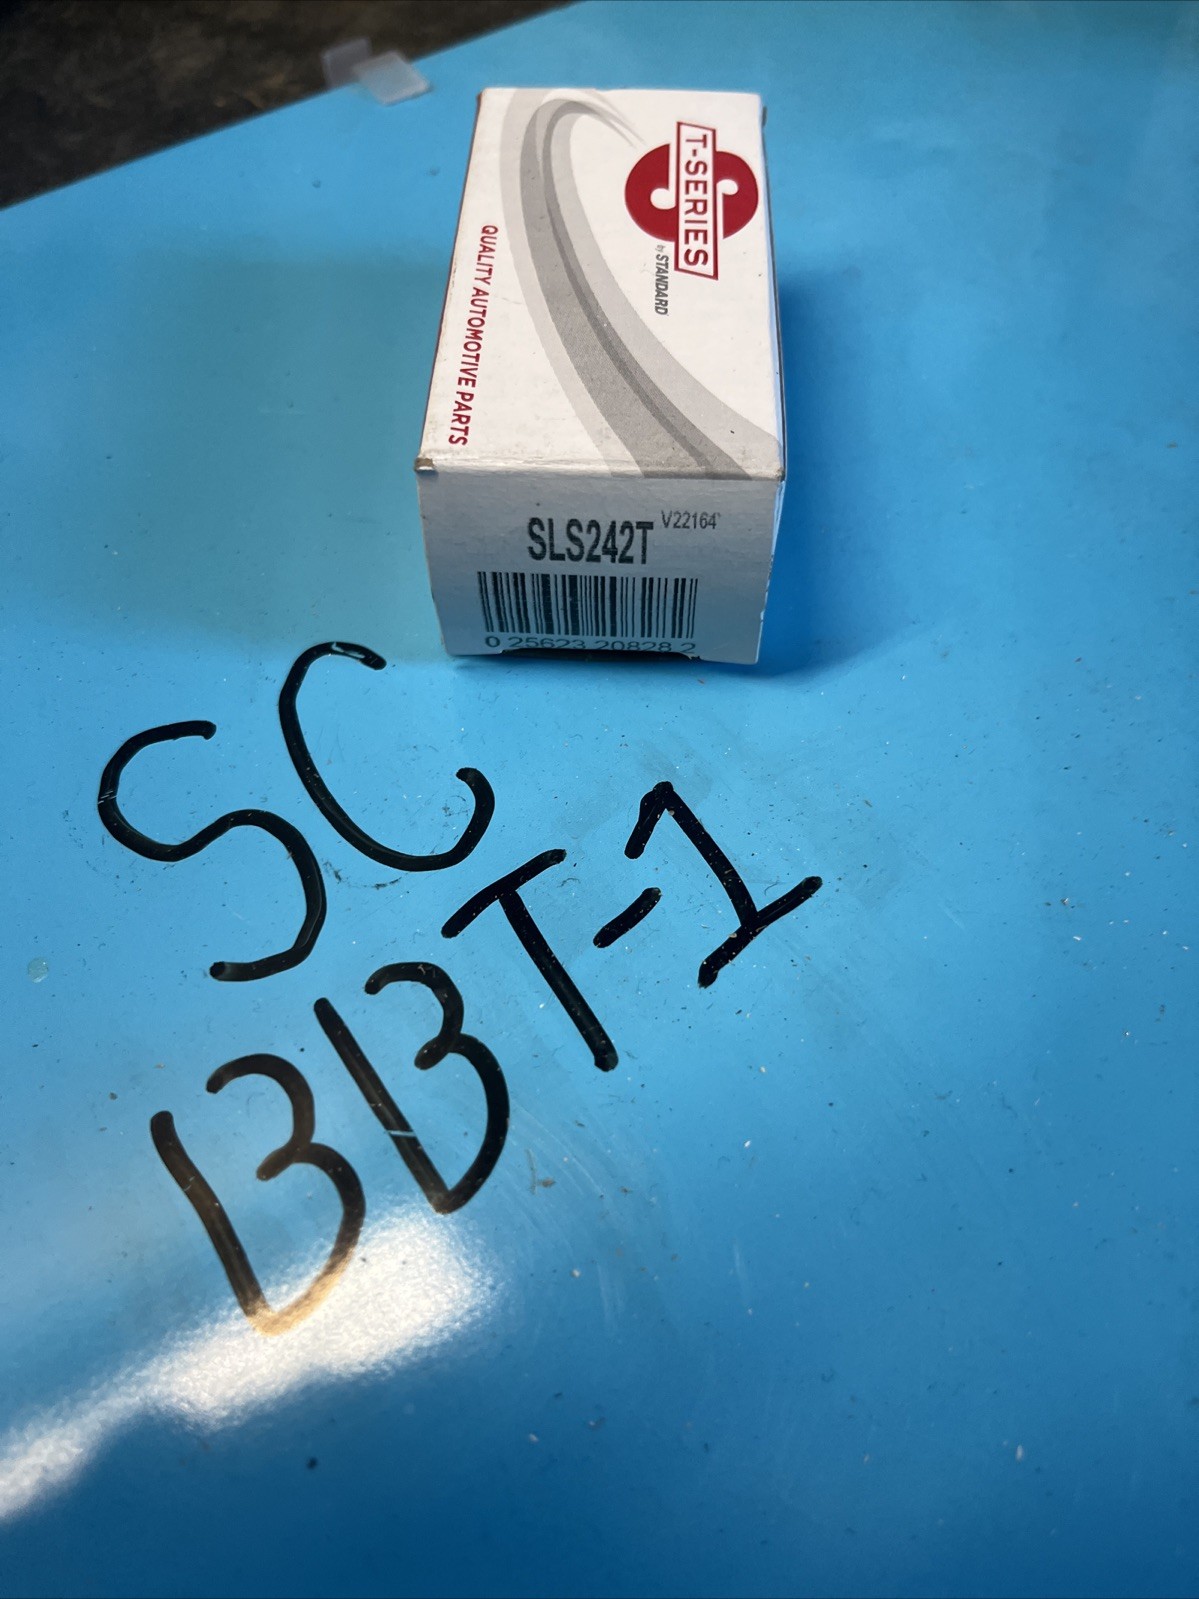 T-SERIES
by STANDARD
QUALITY AUTOMOTIVE PARTS
SLS242T
V22164
0 25623 20828 2
SC
BBT-1